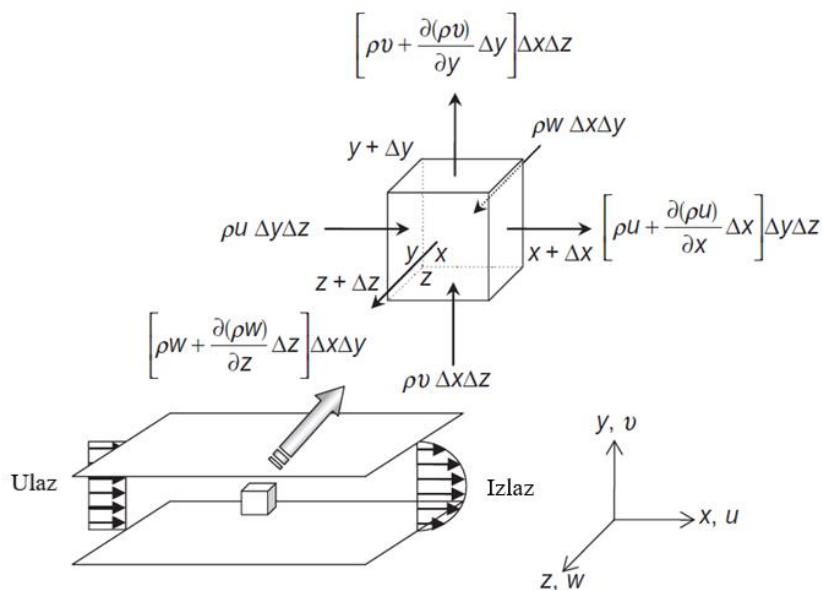 [ρυ + ∂(ρυ)/∂y Δy]ΔxΔz
y + Δy
ρw ΔxΔy
ρu ΔyΔz
[ρu + ∂(ρu)/∂x Δx]ΔyΔz
y x
x + Δx
z + Δz
z
[ρw + ∂(ρw)/∂z Δz]ΔxΔy
ρυ ΔxΔz
y, υ
Ulaz
Izlaz
x, u
z, w